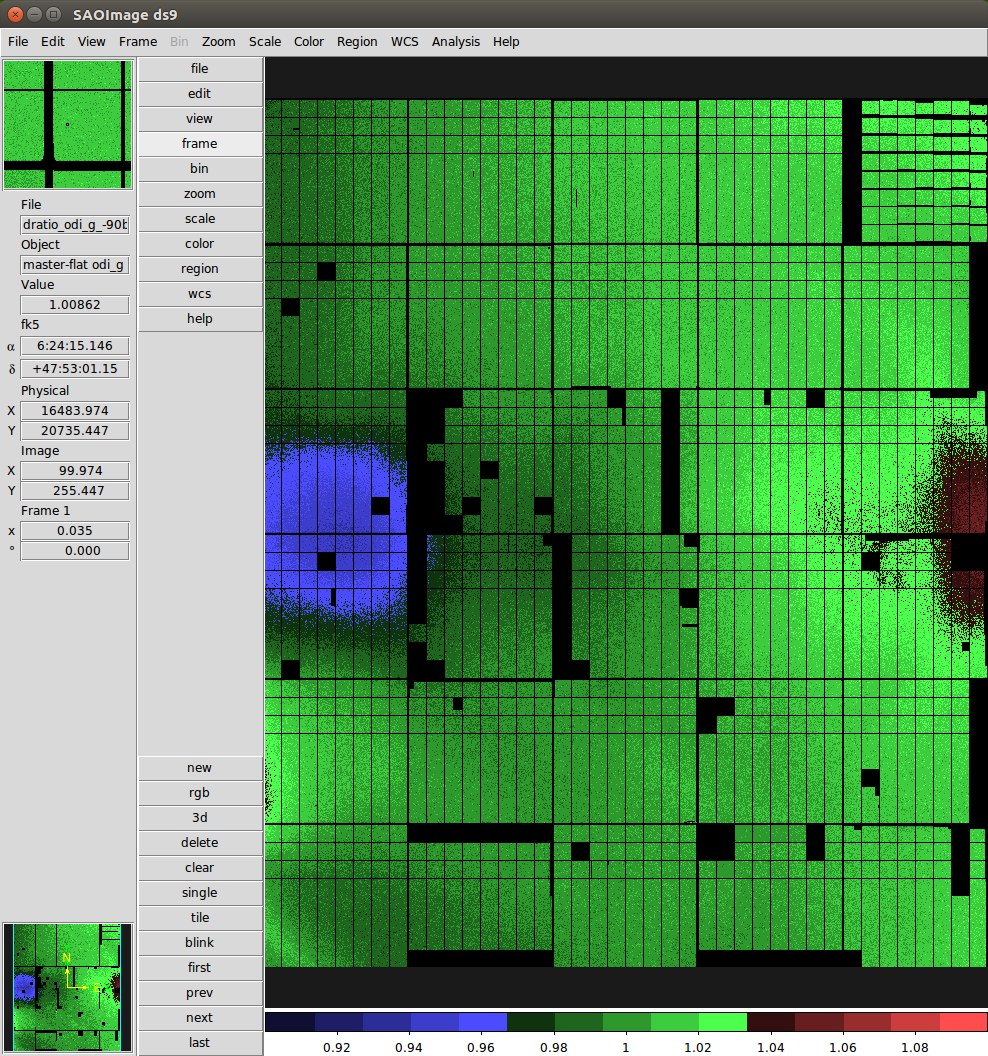 SAOImage ds9
File Edit View Frame Bin Zoom Scale Color Region WCS Analysis Help
File
dratio_odi_g_-90b
Object
master-flat odi_g
Value
1.00862
fk5
α 6:24:15.146
δ +47:53:01.15
Physical
X 16483.974
Y 20735.447
Image
X 99.974
Y 255.447
Frame 1
x 0.035
° 0.000
file
edit
view
frame
bin
zoom
scale
color
region
wcs
help
new
rgb
3d
delete
clear
single
tile
blink
first
prev
next
last
N
0.92 0.94 0.96 0.98 1 1.02 1.04 1.06 1.08